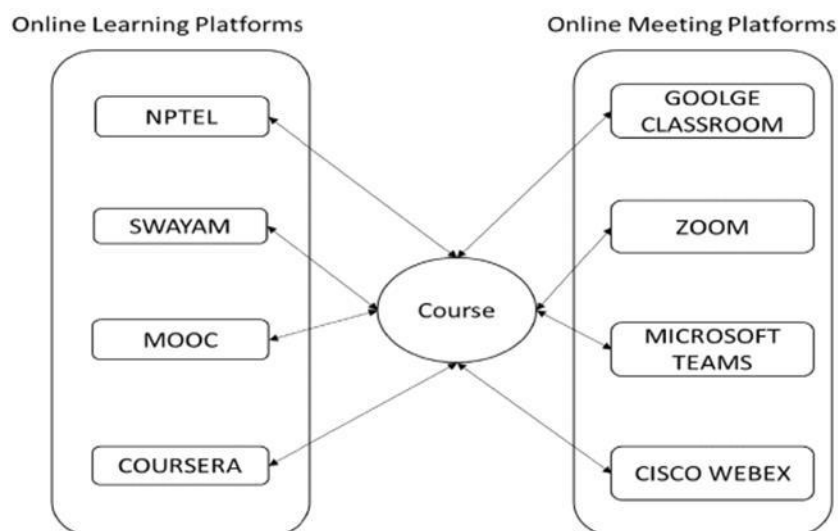 Online Learning Platforms
NPTEL
SWAYAM
MOOC
COURSERA
Course
Online Meeting Platforms
GOOLGE
CLASSROOM
ZOOM
MICROSOFT
TEAMS
CISCO WEBEX